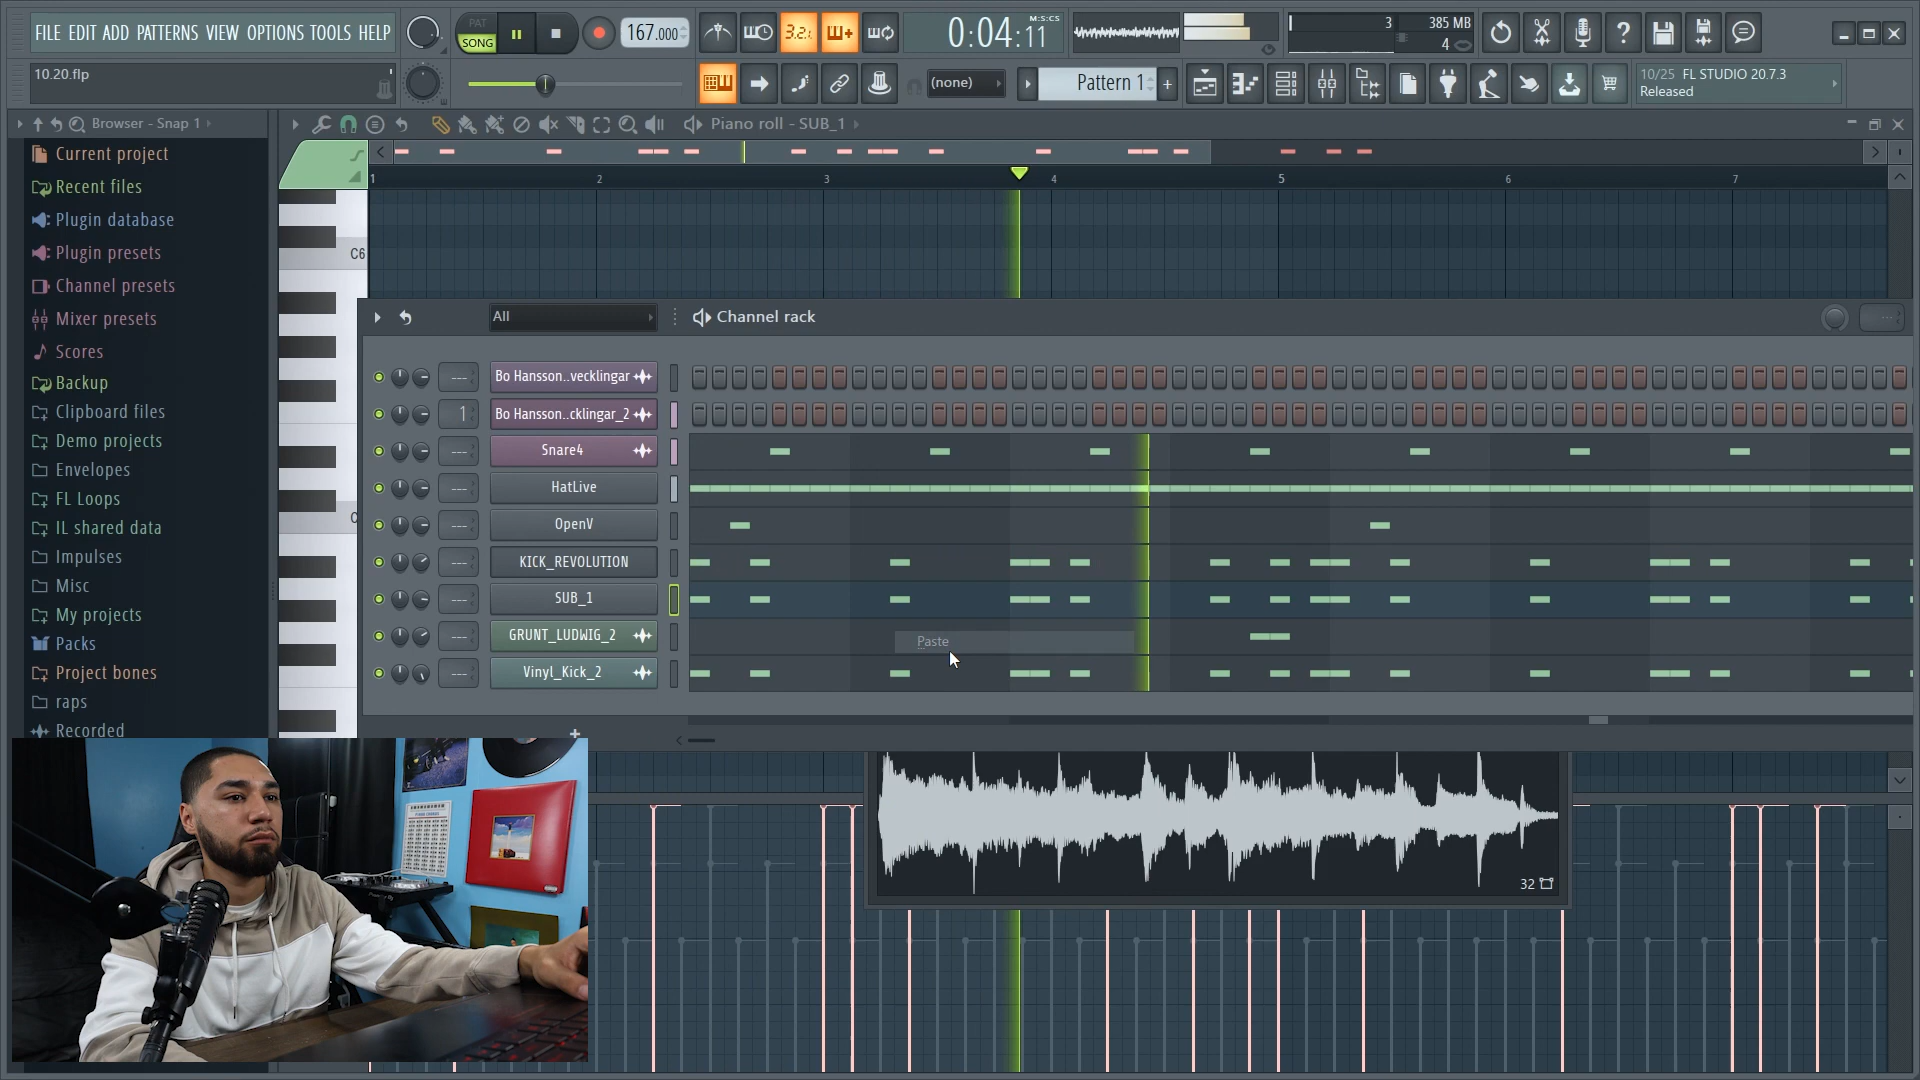 FILE EDIT ADD PATTERNS VIEW OPTIONS TOOLS HELP
PAT
SONG
167.000
3.2.
0:04:11
M:S:CS
3
385 MB
4
10.20.flp
(none)
Pattern 1
10/25 FL STUDIO 20.7.3
Released
Browser - Snap 1
Piano roll - SUB_1
Current project
Recent files
Plugin database
Plugin presets
Channel presets
Mixer presets
Scores
Backup
Clipboard files
Demo projects
Envelopes
FL Loops
IL shared data
Impulses
Misc
My projects
Packs
Project bones
raps
Recorded
1 2 3 4 5 6 7
C6
C
All
Channel rack
--- Bo Hansson..vecklingar
1 Bo Hansson..cklingar_2
--- Snare4
--- HatLive
--- OpenV
--- KICK_REVOLUTION
--- SUB_1
--- GRUNT_LUDWIG_2
--- Vinyl_Kick_2
Paste
32